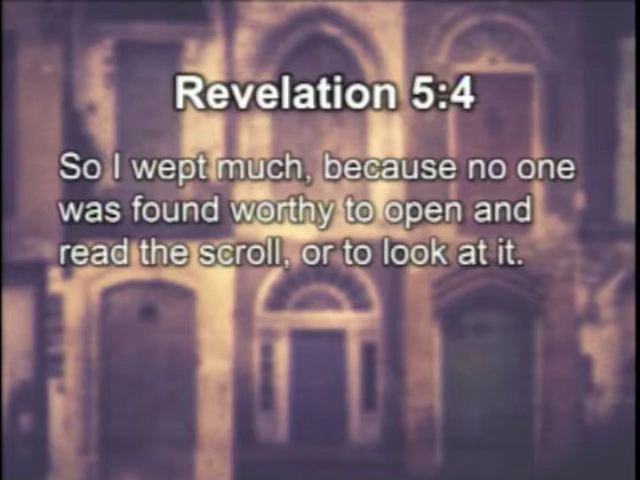 Revelation 5:4
So I wept much, because no one
was found worthy to open and
read the scroll, or to look at it.